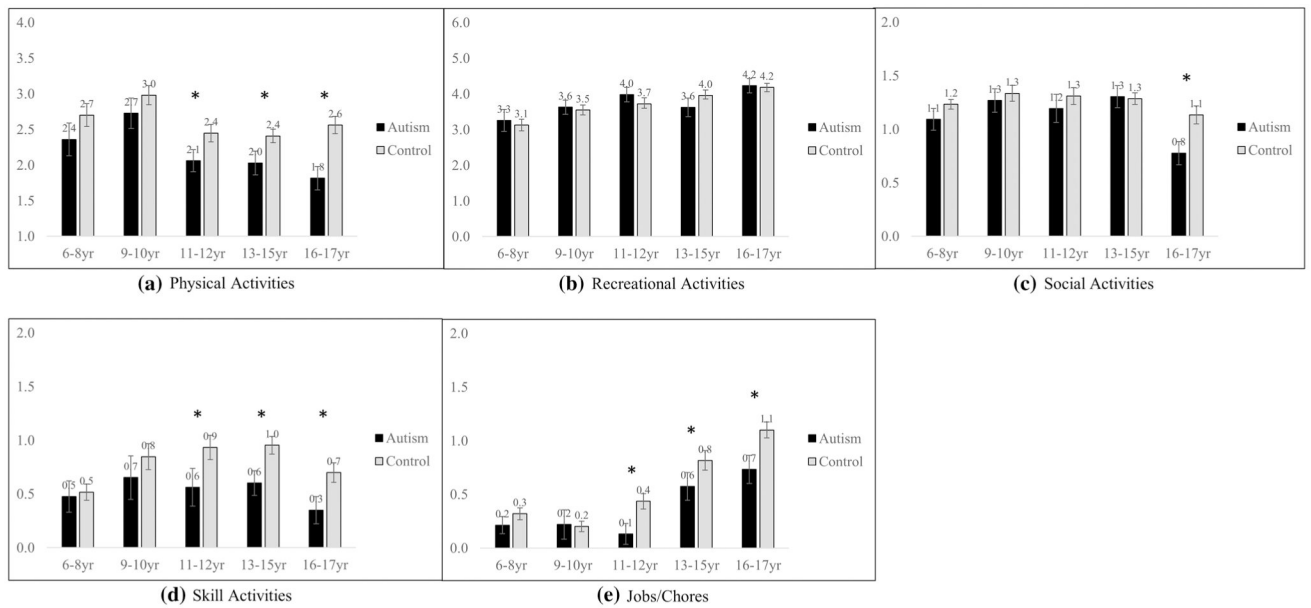 4.0
3.5
3.0
2.5
2.0
1.5
1.0
2.4 2.7 2.7 3.0 2.1 2.4 2.0 2.4 1.8 2.6
* * *
Autism
Control
6-8yr 9-10yr 11-12yr 13-15yr 16-17yr
(a) Physical Activities
6.0
5.0
4.0
3.0
2.0
1.0
0.0
3.3 3.1 3.6 3.5 4.0 3.7 3.6 4.0 4.2 4.2
Autism
Control
6-8yr 9-10yr 11-12yr 13-15yr 16-17yr
(b) Recreational Activities
2.0
1.5
1.0
0.5
0.0
1.1 1.2 1.3 1.3 1.2 1.3 1.3 1.3 0.8 1.1
*
Autism
Control
6-8yr 9-10yr 11-12yr 13-15yr 16-17yr
(c) Social Activities
2.0
1.5
1.0
0.5
0.0
0.5 0.5 0.7 0.8 0.6 0.9 0.6 1.0 0.3 0.7
* * *
Autism
Control
6-8yr 9-10yr 11-12yr 13-15yr 16-17yr
(d) Skill Activities
2.0
1.5
1.0
0.5
0.0
0.2 0.3 0.2 0.2 0.1 0.4 0.6 0.8 0.7 1.1
* * *
Autism
Control
6-8yr 9-10yr 11-12yr 13-15yr 16-17yr
(e) Jobs/Chores